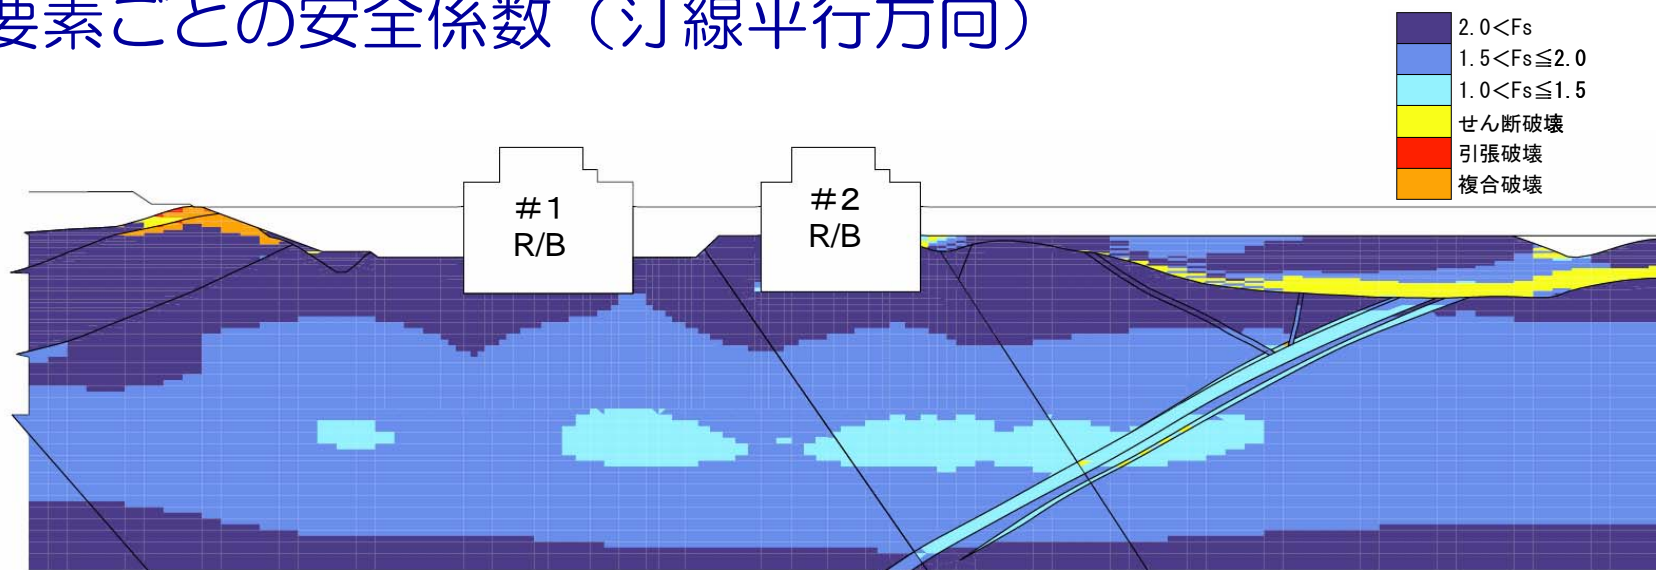 要素ごとの安全係数(汀線平行方向)
2.0<Fs
1.5<Fs≦2.0
1.0<Fs≦1.5
せん断破壊
引張破壊
複合破壊
#1
R/B
#2
R/B